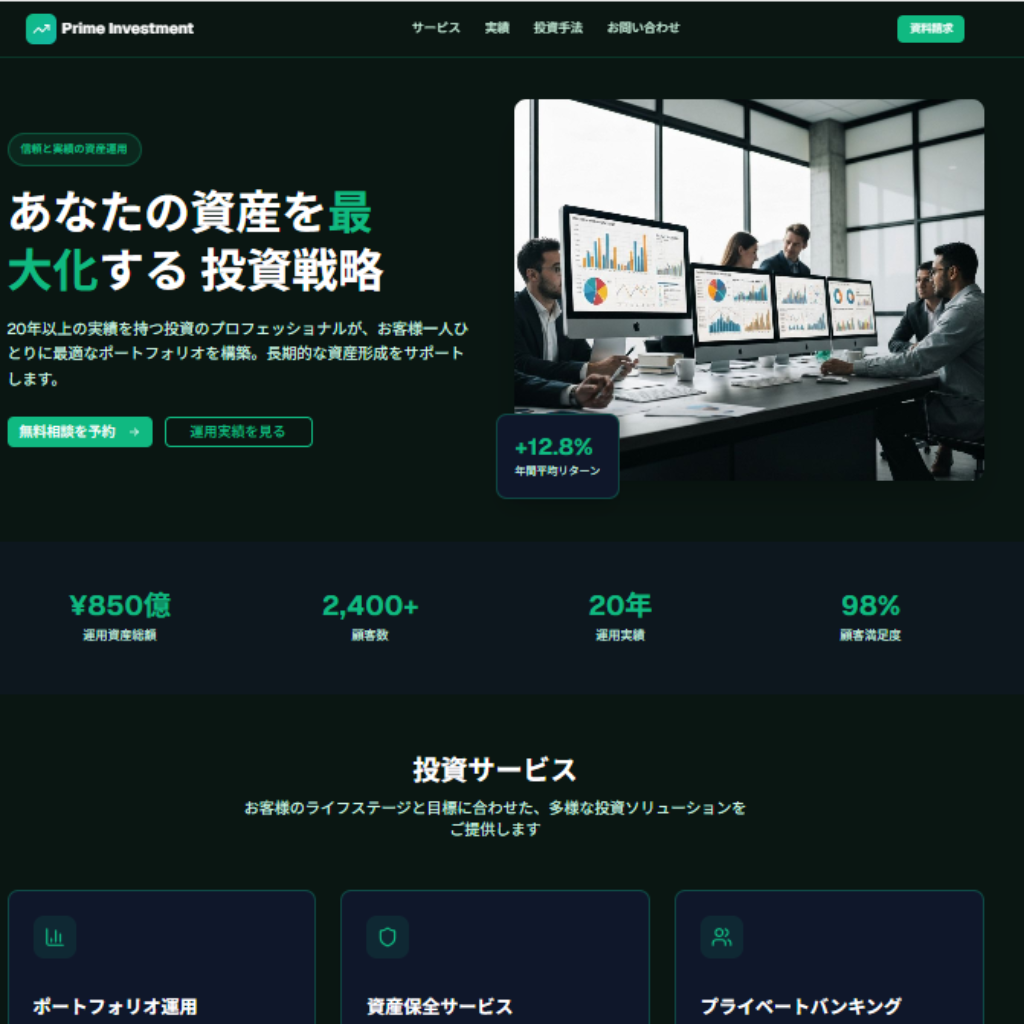 Prime Investment
サービス 実績 投資手法 お問い合わせ
資料請求
信頼と実績の資産運用
あなたの資産を最
大化する 投資戦略
20年以上の実績を持つ投資のプロフェッショナルが、お客様一人ひ
とりに最適なポートフォリオを構築。長期的な資産形成をサポート
します。
無料相談を予約 →
運用実績を見る
+12.8%
年間平均リターン
¥850億
運用資産総額
2,400+
顧客数
20年
運用実績
98%
顧客満足度
投資サービス
お客様のライフステージと目標に合わせた、多様な投資ソリューションを
ご提供します
ポートフォリオ運用
資産保全サービス
プライベートバンキング